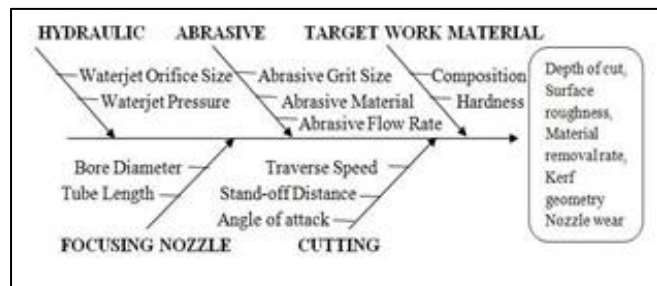 HYDRAULIC
ABRASIVE
TARGET WORK MATERIAL
Waterjet Orifice Size
Waterjet Pressure
Abrasive Grit Size
Abrasive Material
Abrasive Flow Rate
Composition
Hardness
Bore Diameter
Tube Length
Traverse Speed
Stand-off Distance
Angle of attack
FOCUSING NOZZLE
CUTTING
Depth of cut,
Surface
roughness,
Material
removal rate,
Kerf
geometry
Nozzle wear